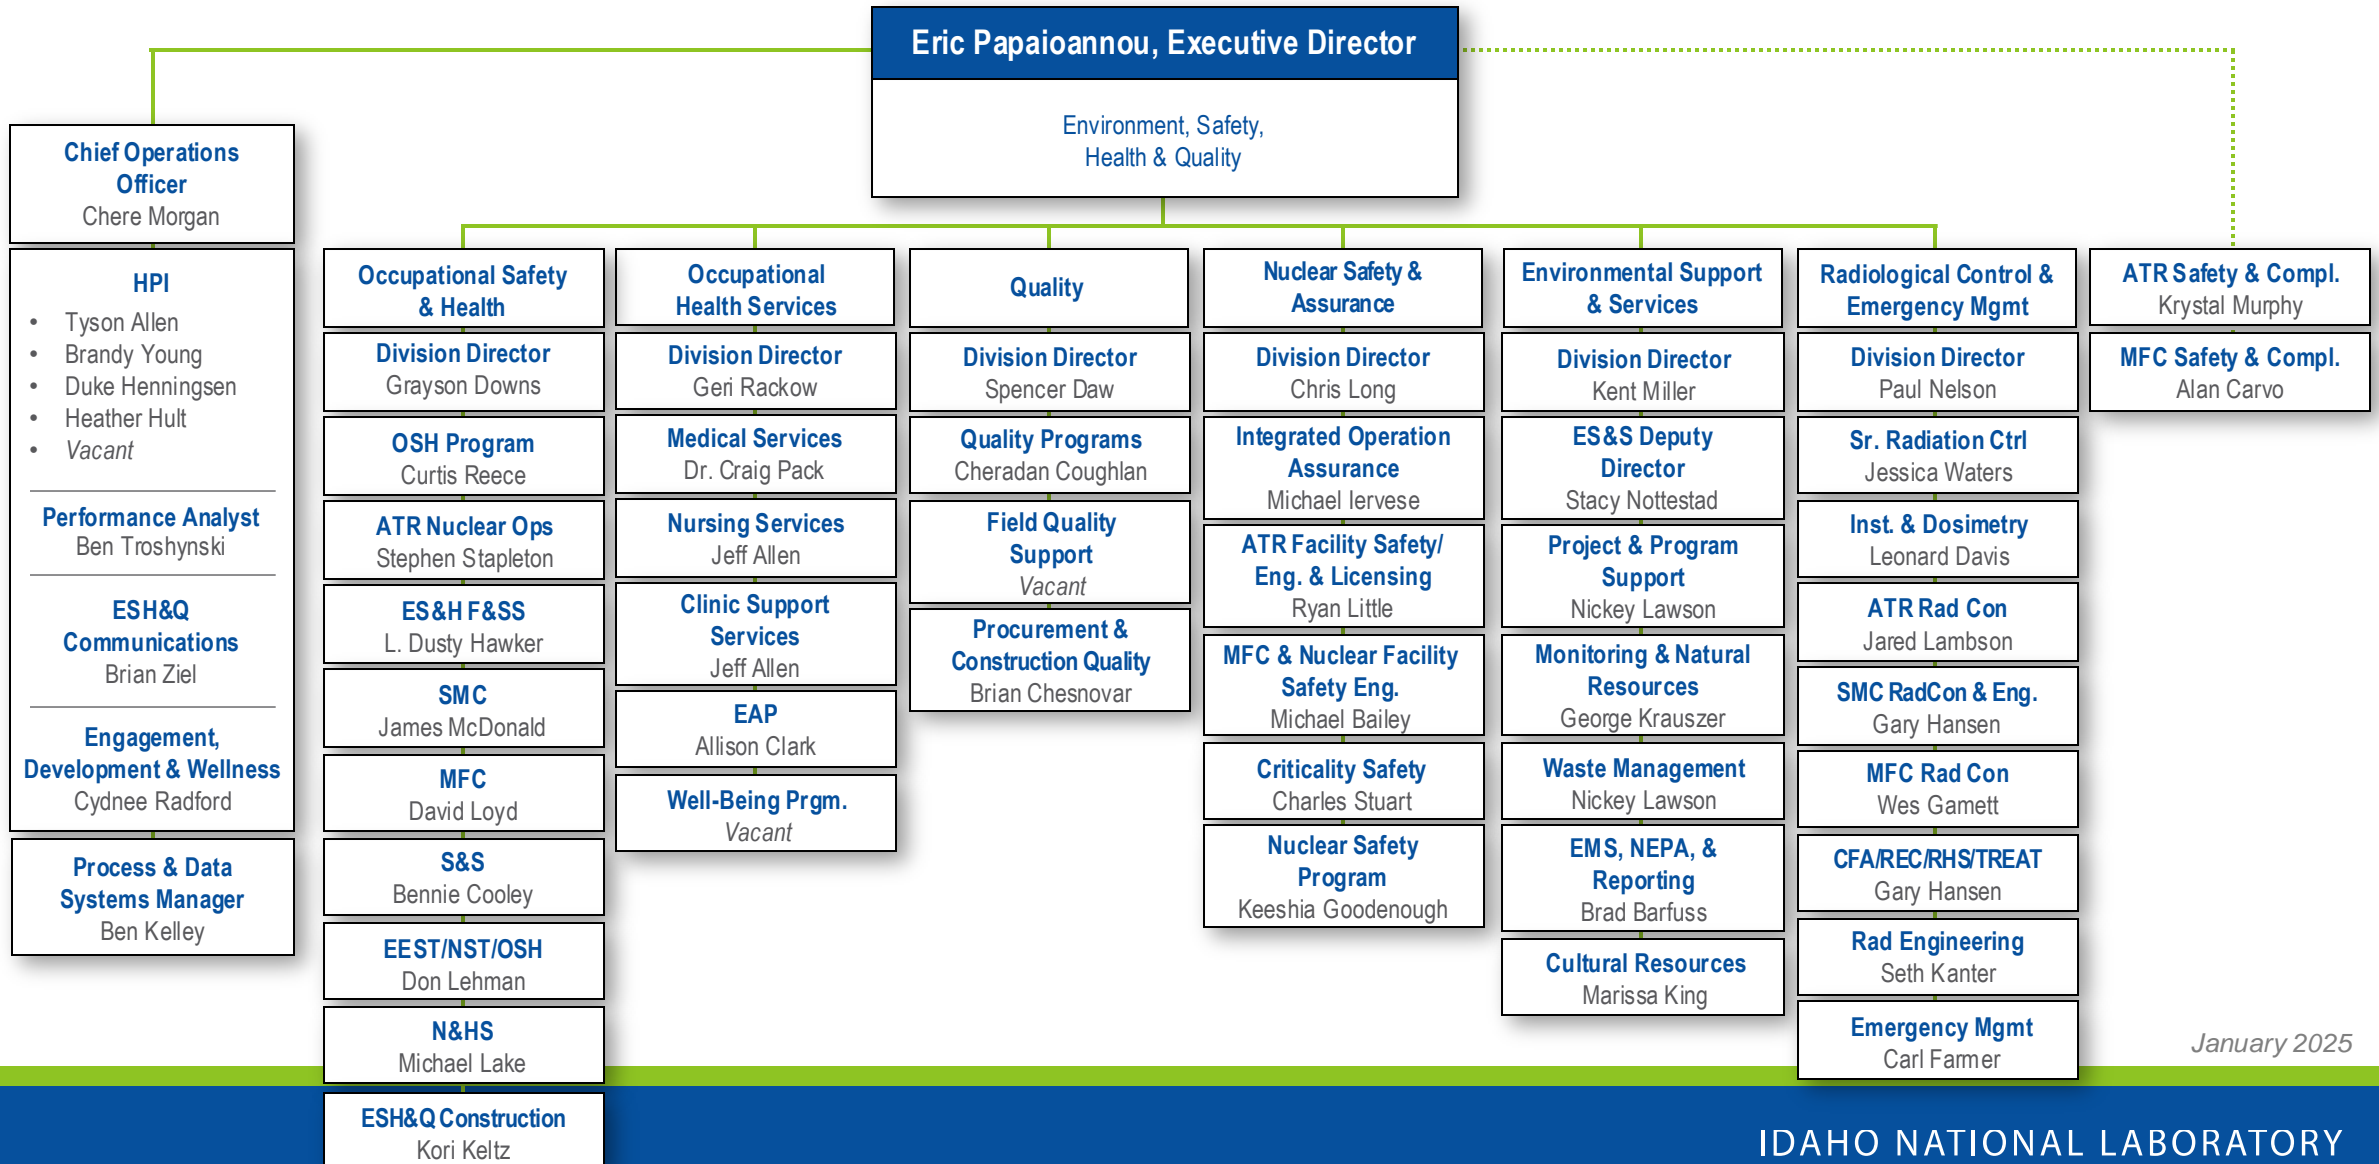 Eric Papaioannou, Executive Director
Environment, Safety,
Health & Quality
Chief Operations
Officer
Chere Morgan
HPI
• Tyson Allen
• Brandy Young
• Duke Henningsen
• Heather Hult
• Vacant
Performance Analyst
Ben Troshynski
ESH&Q
Communications
Brian Ziel
Engagement,
Development & Wellness
Cydnee Radford
Process & Data
Systems Manager
Ben Kelley
Occupational Safety
& Health
Division Director
Grayson Downs
OSH Program
Curtis Reece
ATR Nuclear Ops
Stephen Stapleton
ES&H F&SS
L. Dusty Hawker
SMC
James McDonald
MFC
David Loyd
S&S
Bennie Cooley
EEST/NST/OSH
Don Lehman
N&HS
Michael Lake
ESH&Q Construction
Kori Keltz
Occupational
Health Services
Division Director
Geri Rackow
Medical Services
Dr. Craig Pack
Nursing Services
Jeff Allen
Clinic Support
Services
Jeff Allen
EAP
Allison Clark
Well-Being Prgm.
Vacant
Quality
Division Director
Spencer Daw
Quality Programs
Cheradan Coughlan
Field Quality
Support
Vacant
Procurement &
Construction Quality
Brian Chesnovar
Nuclear Safety &
Assurance
Division Director
Chris Long
Integrated Operation
Assurance
Michael Iervese
ATR Facility Safety/
Eng. & Licensing
Ryan Little
MFC & Nuclear Facility
Safety Eng.
Michael Bailey
Criticality Safety
Charles Stuart
Nuclear Safety
Program
Keeshia Goodenough
Environmental Support
& Services
Division Director
Kent Miller
ES&S Deputy
Director
Stacy Nottestad
Project & Program
Support
Nickey Lawson
Monitoring & Natural
Resources
George Krauszer
Waste Management
Nickey Lawson
EMS, NEPA, &
Reporting
Brad Barfuss
Cultural Resources
Marissa King
Radiological Control &
Emergency Mgmt
Division Director
Paul Nelson
Sr. Radiation Ctrl
Jessica Waters
Inst. & Dosimetry
Leonard Davis
ATR Rad Con
Jared Lambson
SMC RadCon & Eng.
Gary Hansen
MFC Rad Con
Wes Gamett
CFA/REC/RHS/TREAT
Gary Hansen
Rad Engineering
Seth Kanter
Emergency Mgmt
Carl Farmer
ATR Safety & Compl.
Krystal Murphy
MFC Safety & Compl.
Alan Carvo
January 2025
IDAHO NATIONAL LABORATORY